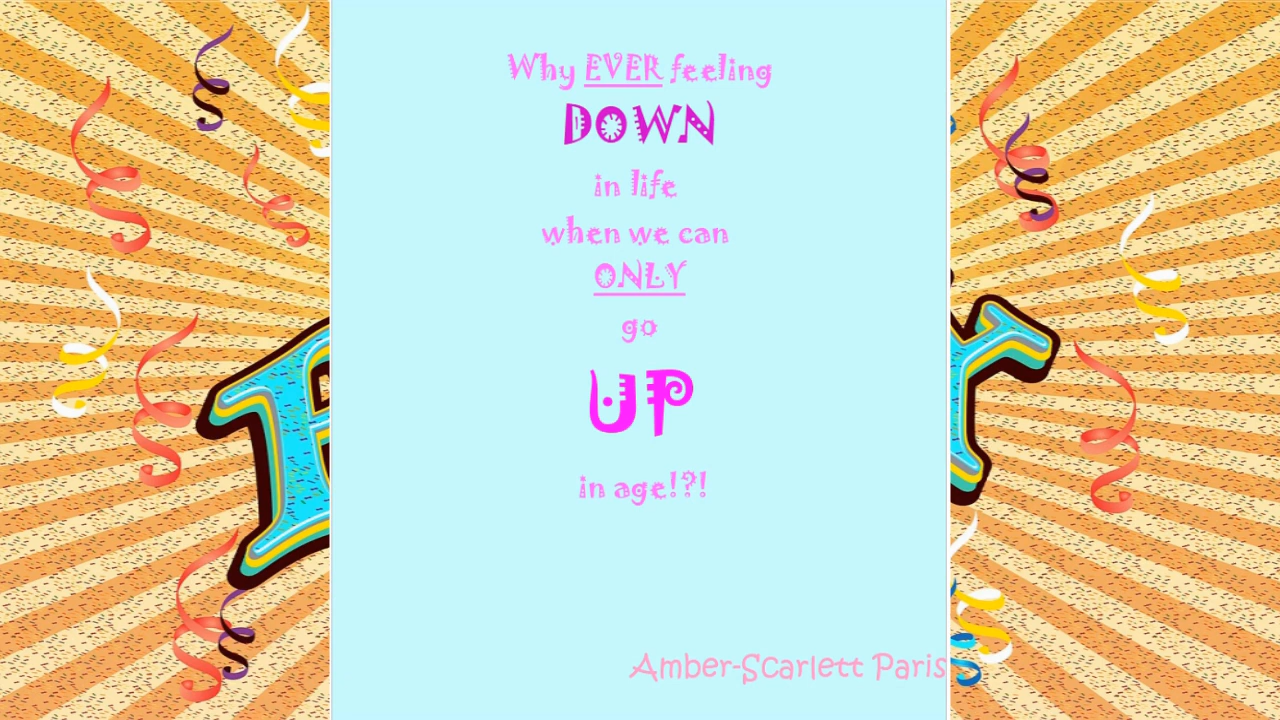 Why EVER feeling
DOWN
in life
when we can
ONLY
go
UP
in age!?!
Amber-Scarlett Paris